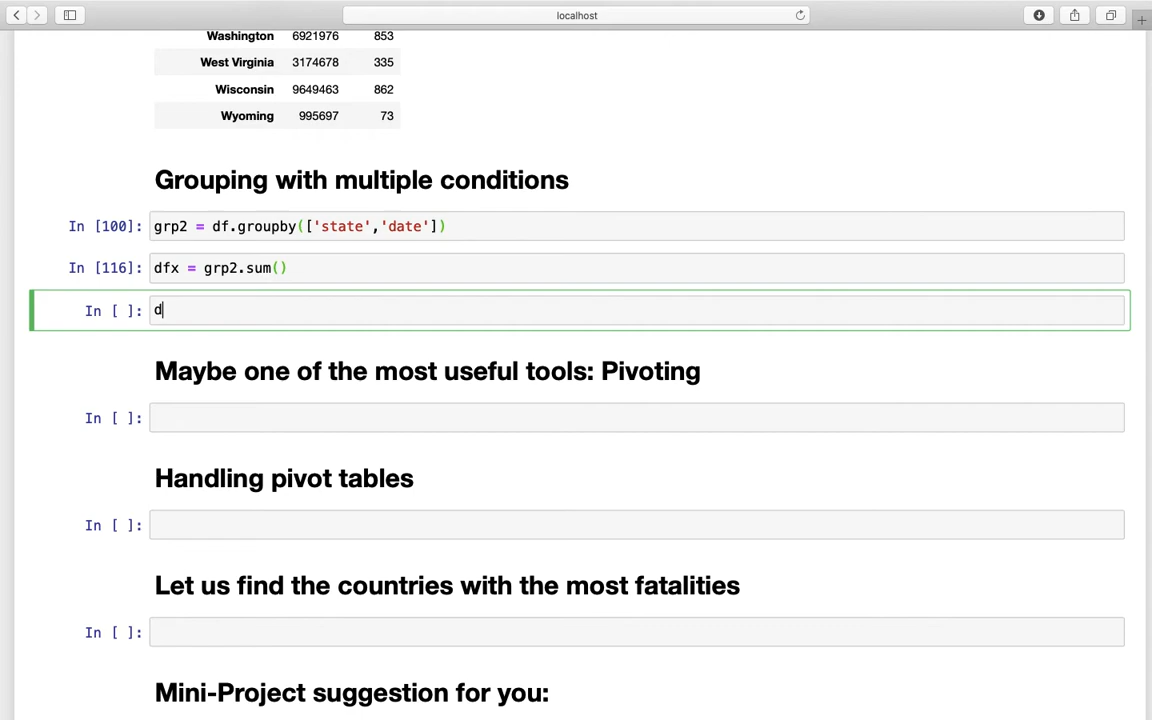 localhost
Washington 6921976 853
West Virginia 3174678 335
Wisconsin 9649463 862
Wyoming 995697 73
Grouping with multiple conditions
In [100]: grp2 = df.groupby(['state','date'])
In [116]: dfx = grp2.sum()
In [ ]: d
Maybe one of the most useful tools: Pivoting
In [ ]:
Handling pivot tables
In [ ]:
Let us find the countries with the most fatalities
In [ ]:
Mini-Project suggestion for you: